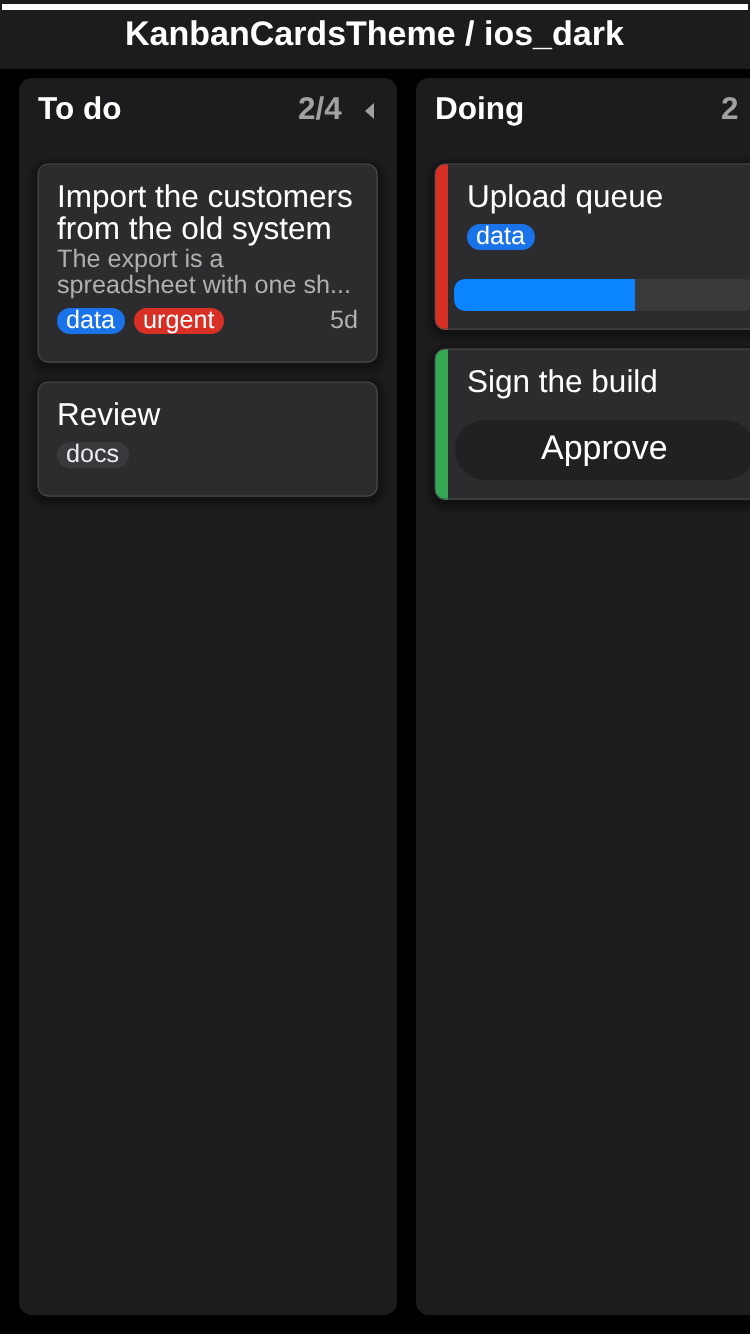 KanbanCardsTheme / ios_dark
To do 2/4
Import the customers
from the old system
The export is a
spreadsheet with one sh...
data urgent 5d
Review
docs
Doing 2
Upload queue
data
Sign the build
Approve